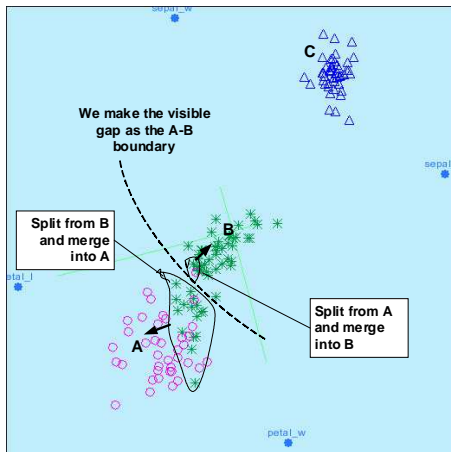 sepal_w
C
We make the visible
gap as the A-B
boundary
sepal
Split from B
and merge
into A
B
etal_l
Split from A
and merge
into B
A
petal_w